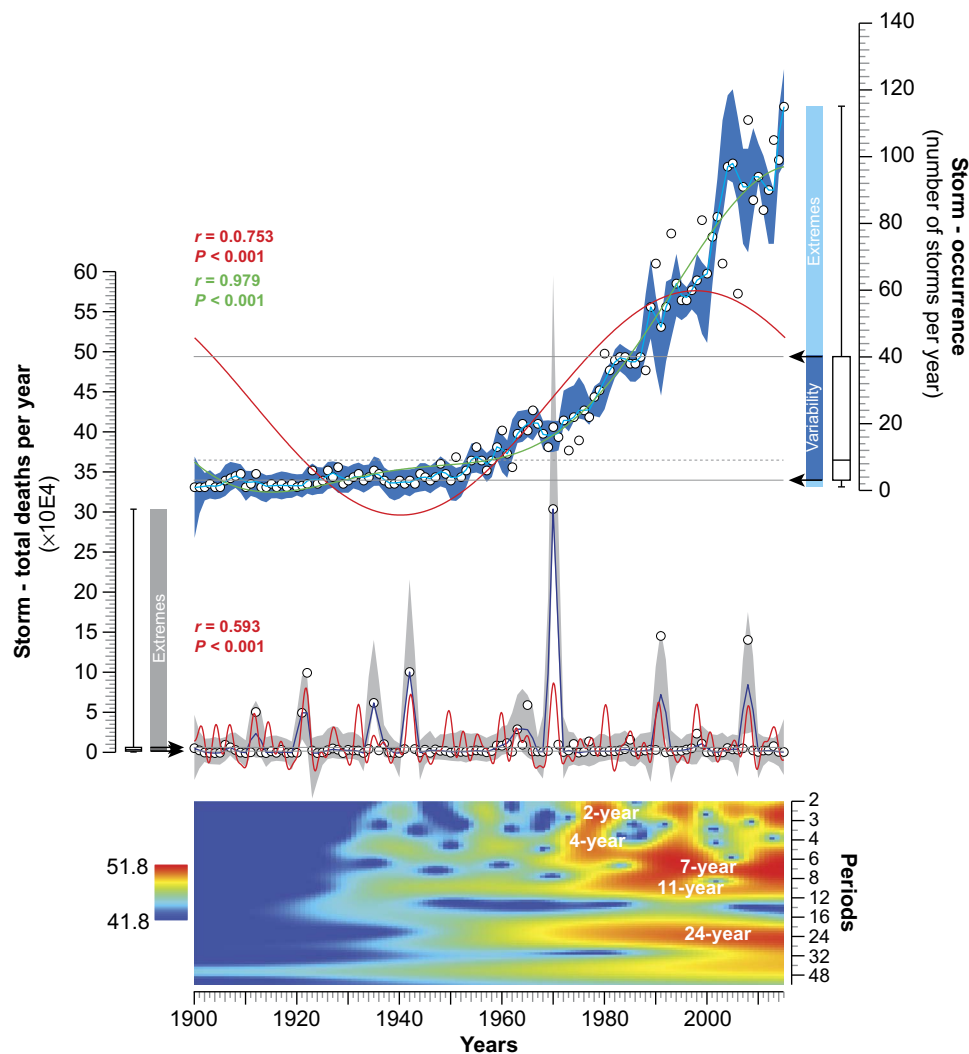 140
120
100
80
60
40
20
0
Storm - occurrence
(number of storms per year)
Extremes
Variability
r = 0.0.753
P < 0.001
r = 0.979
P < 0.001
60
55
50
45
40
35
30
25
20
15
10
5
0
Storm - total deaths per year
(×10E4)
Extremes
r = 0.593
P < 0.001
51.8
41.8
2-year
4-year
7-year
11-year
24-year
2
3
4
6
8
12
16
24
32
48
Periods
1900
1920
1940
1960
1980
2000
Years